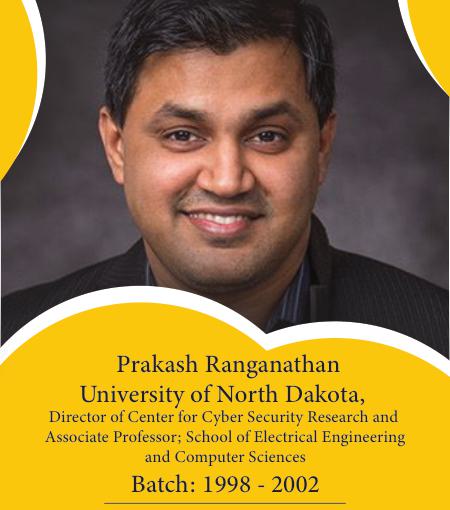 Prakash Ranganathan
University of North Dakota,
Director of Center for Cyber Security Research and
Associate Professor; School of Electrical Engineering
and Computer Sciences
Batch: 1998 - 2002